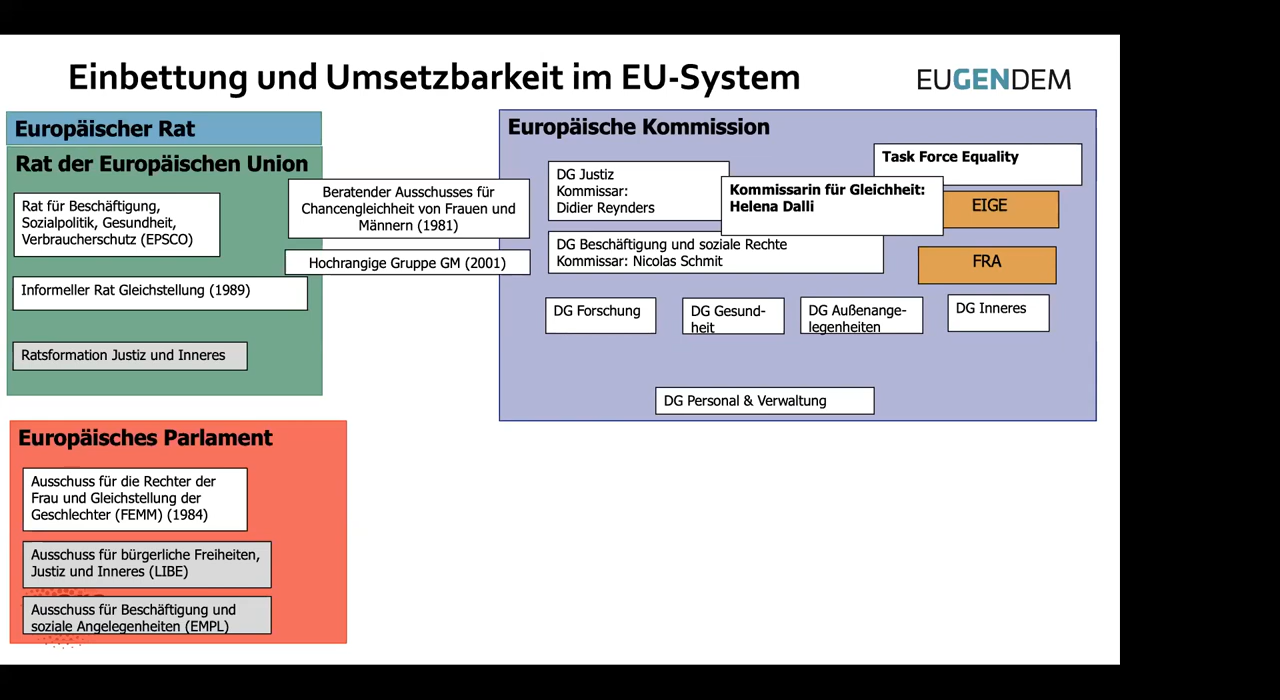 Einbettung und Umsetzbarkeit im EU-System
EUGENDEM
Europäischer Rat
Rat der Europäischen Union
Rat für Beschäftigung,
Sozialpolitik, Gesundheit,
Verbraucherschutz (EPSCO)
Informeller Rat Gleichstellung (1989)
Ratsformation Justiz und Inneres
Beratender Ausschusses für
Chancengleichheit von Frauen und
Männern (1981)
Hochrangige Gruppe GM (2001)
Europäische Kommission
Task Force Equality
DG Justiz
Kommissar:
Didier Reynders
Kommissarin für Gleichheit:
Helena Dalli
EIGE
DG Beschäftigung und soziale Rechte
Kommissar: Nicolas Schmit
FRA
DG Forschung
DG Gesund-
heit
DG Außenange-
legenheiten
DG Inneres
DG Personal & Verwaltung
Europäisches Parlament
Ausschuss für die Rechter der
Frau und Gleichstellung der
Geschlechter (FEMM) (1984)
Ausschuss für bürgerliche Freiheiten,
Justiz und Inneres (LIBE)
Ausschuss für Beschäftigung und
soziale Angelegenheiten (EMPL)